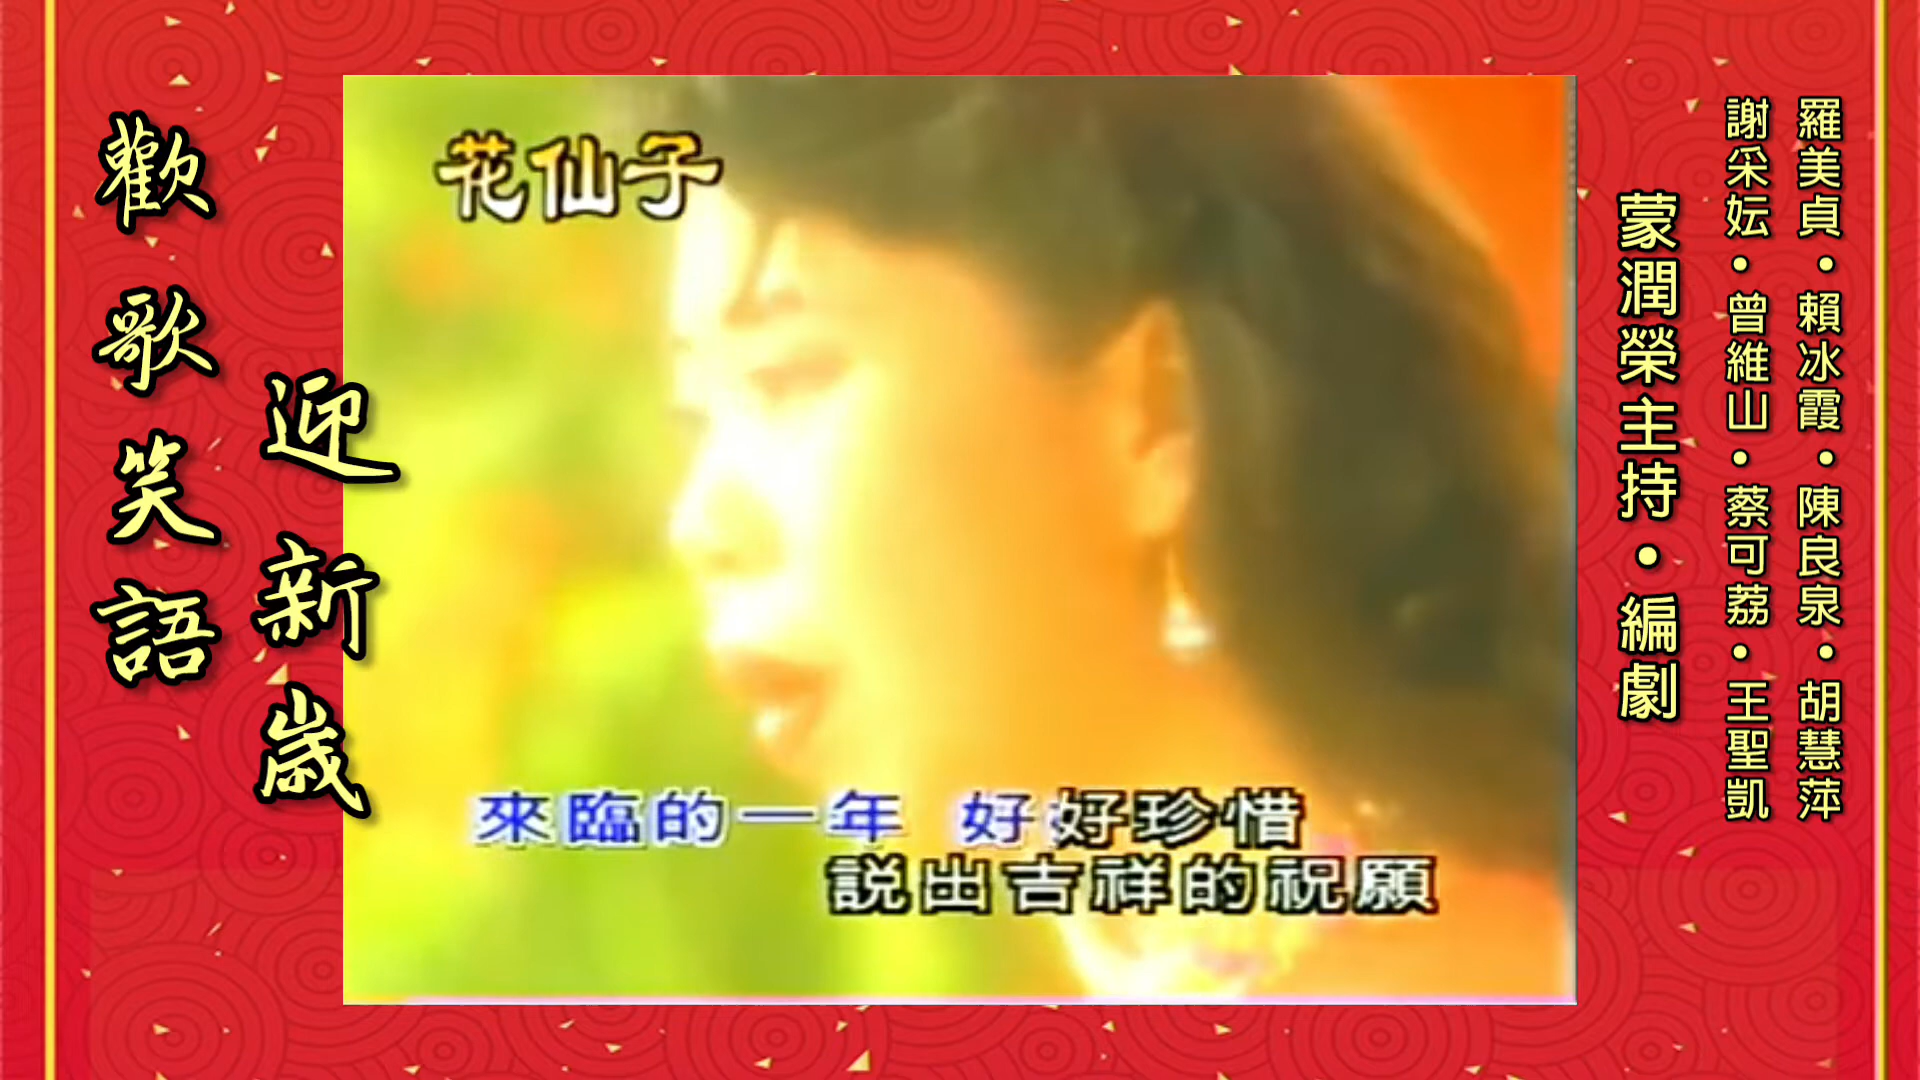 歡歌笑語
迎新歲
花仙子
來臨的一年 好好珍惜
説出吉祥的祝願
羅美貞•賴冰霞•陳良泉•胡慧萍
謝采妘•曾維山•蔡可荔•王聖凱
蒙潤榮主持•編劇